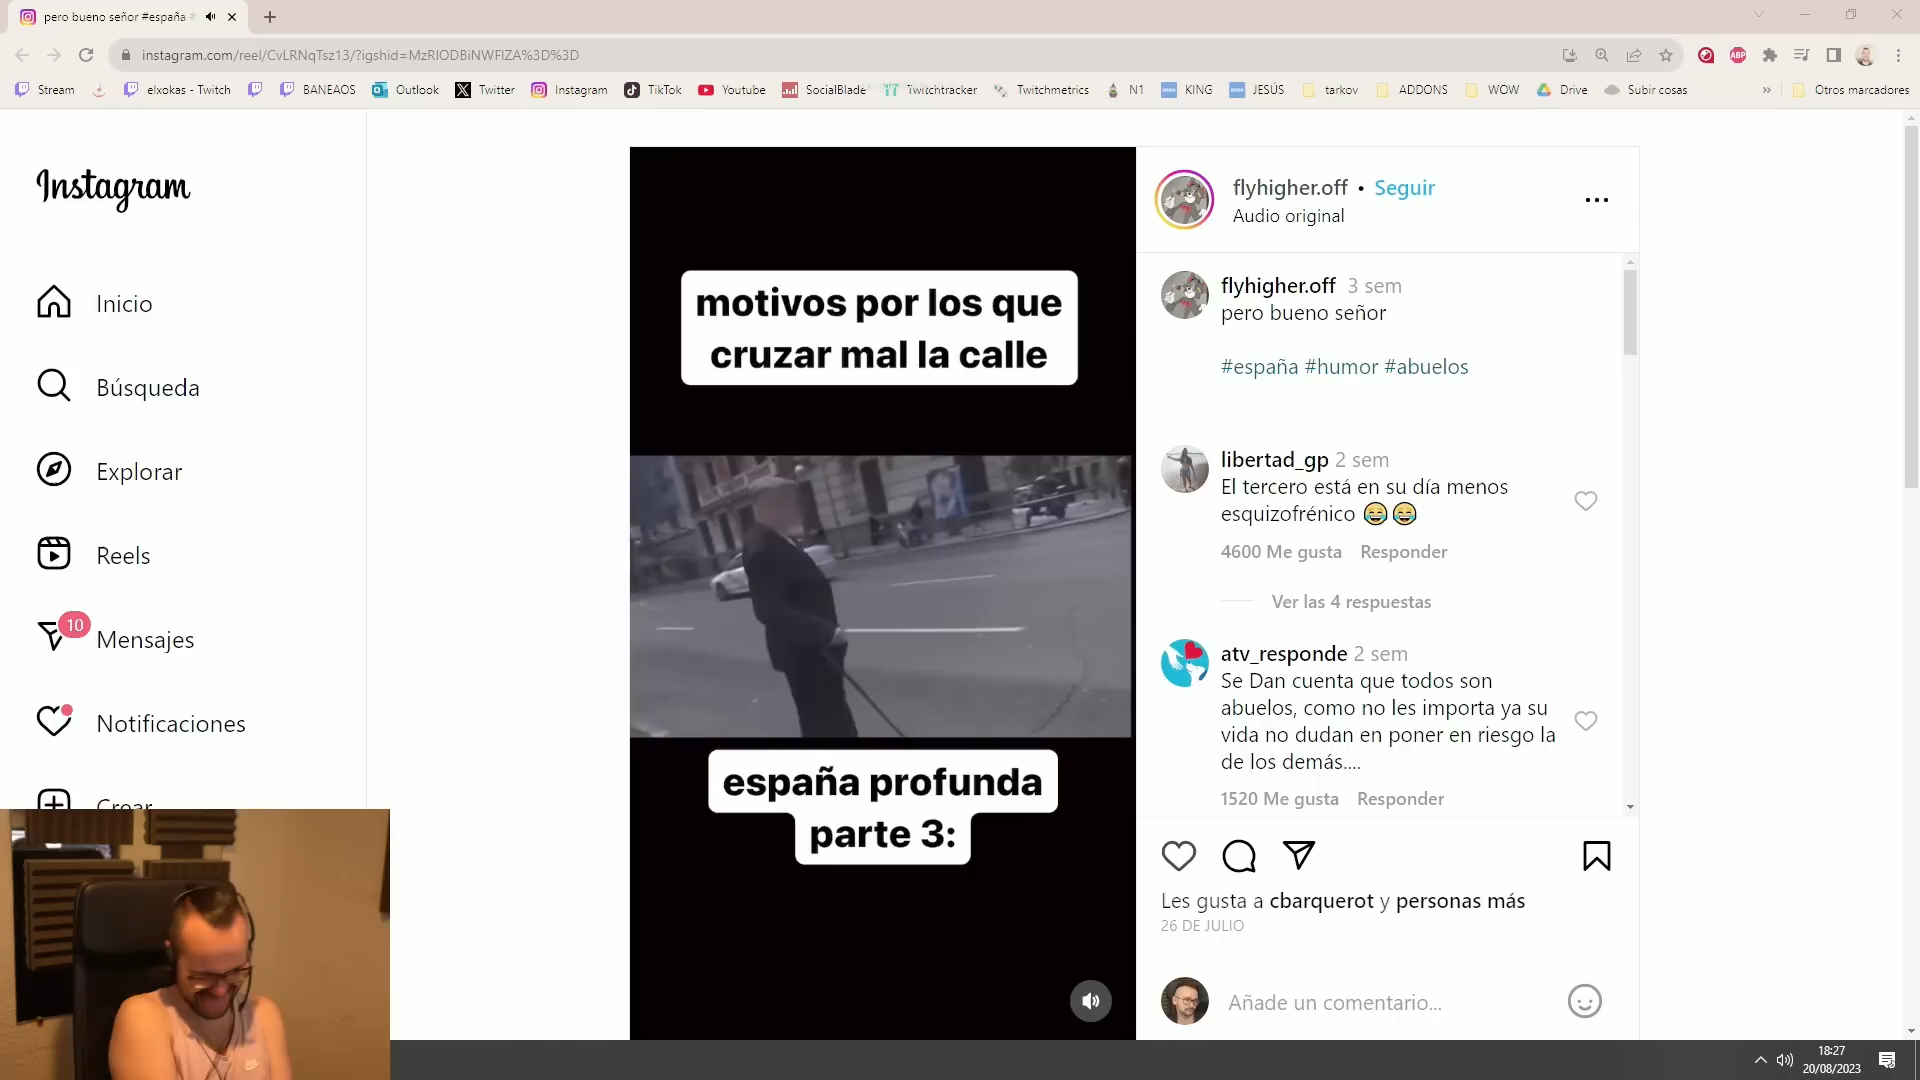 pero bueno señor #españa #
instagram.com/reel/CvLRNqTsz13/?igshid=MzRlODBiNWFlZA%3D%3D
Stream
elxokas - Twitch
BANEAOS
Outlook
Twitter
Instagram
TikTok
Youtube
SocialBlade
Twitchtracker
Twitchmetrics
N1
KING
JESÚS
tarkov
ADDONS
WOW
Drive
Subir cosas
»
Otros marcadores
ABP
Instagram
Inicio
Búsqueda
Explorar
Reels
10
Mensajes
Notificaciones
Crear
motivos por los que
cruzar mal la calle
españa profunda
parte 3:
flyhigher.off • Seguir
Audio original
flyhigher.off 3 sem
pero bueno señor
#españa #humor #abuelos
libertad_gp 2 sem
El tercero está en su día menos
esquizofrénico 😂😂
4600 Me gusta Responder
Ver las 4 respuestas
atv_responde 2 sem
Se Dan cuenta que todos son
abuelos, como no les importa ya su
vida no dudan en poner en riesgo la
de los demás....
1520 Me gusta Responder
Les gusta a cbarquerot y personas más
26 DE JULIO
Añade un comentario...
18:27
20/08/2023